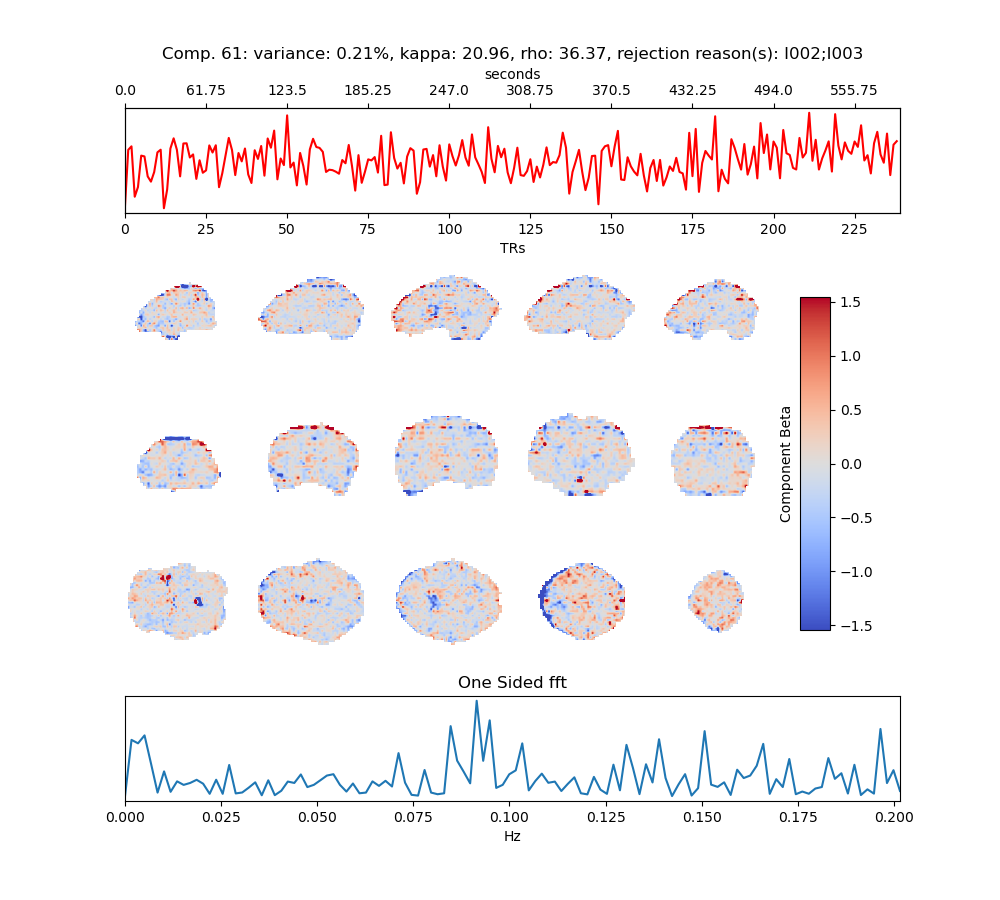 Comp. 61: variance: 0.21%, kappa: 20.96, rho: 36.37, rejection reason(s): I002;I003
seconds
0.0 61.75 123.5 185.25 247.0 308.75 370.5 432.25 494.0 555.75
0 25 50 75 100 125 150 175 200 225
TRs
1.5
1.0
0.5
0.0
−0.5
−1.0
−1.5
Component Beta
One Sided fft
0.000 0.025 0.050 0.075 0.100 0.125 0.150 0.175 0.200
Hz